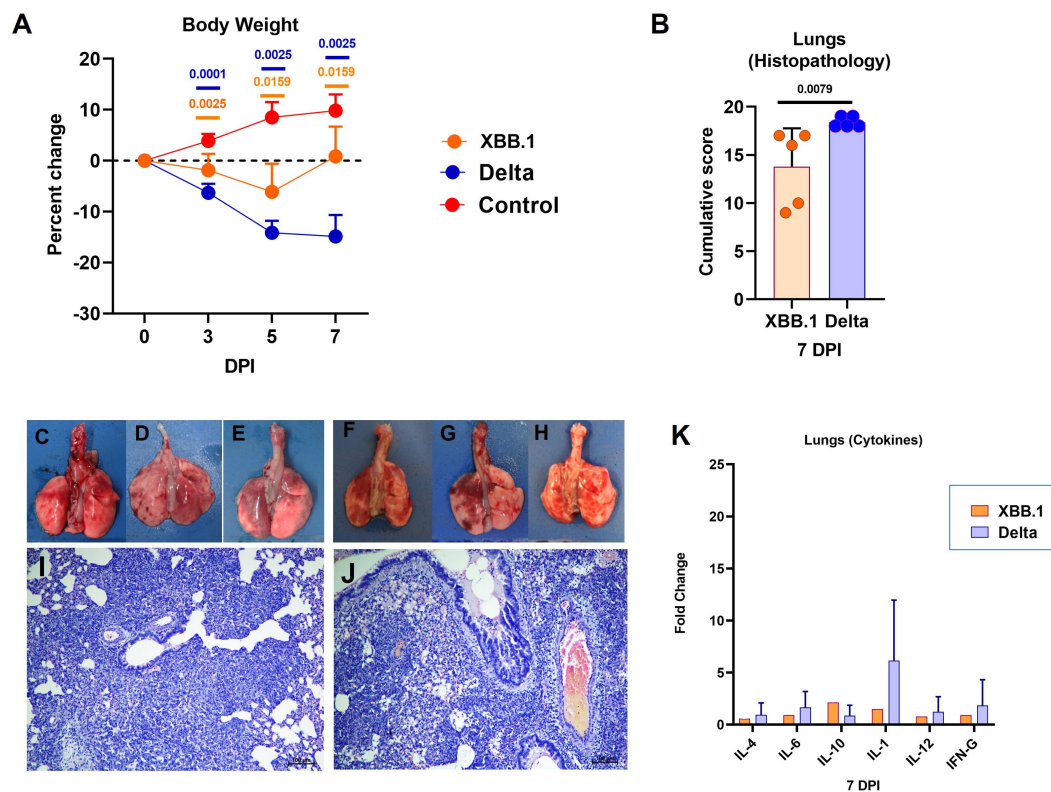 A
Body Weight
0.0001
0.0025
0.0025
0.0159
0.0025
0.0159
20
10
0
-10
-20
-30
Percent change
0
3
5
7
DPI
XBB.1
Delta
Control
B
Lungs
(Histopathology)
0.0079
20
15
10
5
0
Cumulative score
XBB.1 Delta
7 DPI
C
D
E
F
G
H
I
100 µm
J
K
Lungs (Cytokines)
25
20
15
10
5
0
Fold Change
XBB.1
Delta
IL-4
IL-6
IL-10
IL-1
IL-12
IFN-G
7 DPI